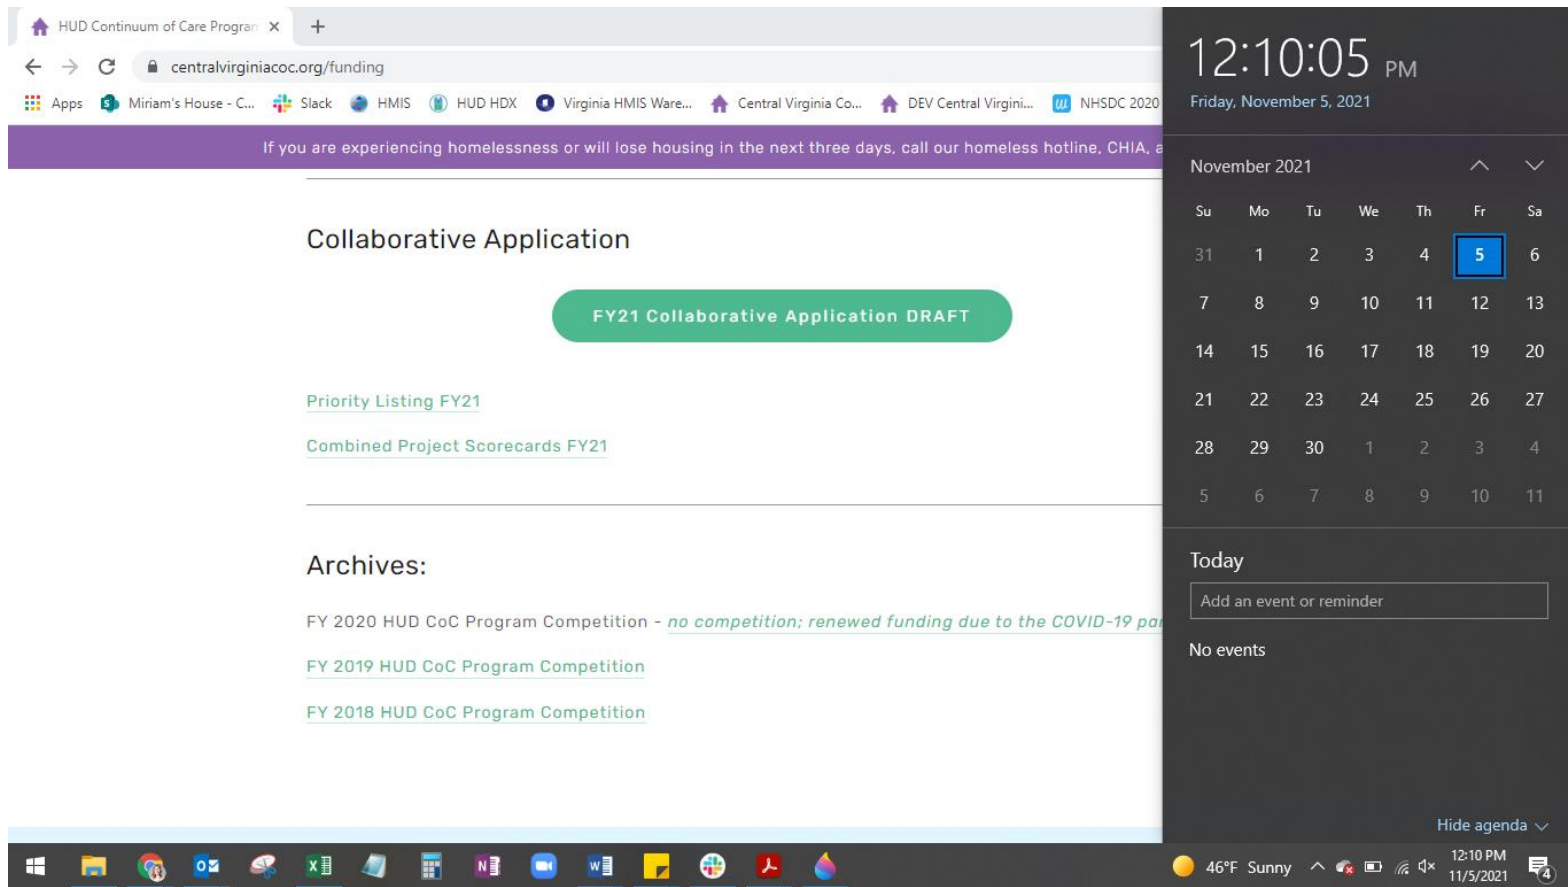 HUD Continuum of Care Program
centralvirginiacoc.org/funding
Apps Miriam's House - C... Slack HMIS HUD HDX Virginia HMIS Ware... Central Virginia Co... DEV Central Virgini... NHSDC 2020
If you are experiencing homelessness or will lose housing in the next three days, call our homeless hotline, CHIA, a
Collaborative Application
FY21 Collaborative Application DRAFT
Priority Listing FY21
Combined Project Scorecards FY21
Archives:
FY 2020 HUD CoC Program Competition - no competition; renewed funding due to the COVID-19 pan
FY 2019 HUD CoC Program Competition
FY 2018 HUD CoC Program Competition
12:10:05 PM
Friday, November 5, 2021
November 2021
Su Mo Tu We Th Fr Sa
31 1 2 3 4 5 6
7 8 9 10 11 12 13
14 15 16 17 18 19 20
21 22 23 24 25 26 27
28 29 30 1 2 3 4
5 6 7 8 9 10 11
Today
Add an event or reminder
No events
Hide agenda
46°F Sunny
12:10 PM
11/5/2021
4